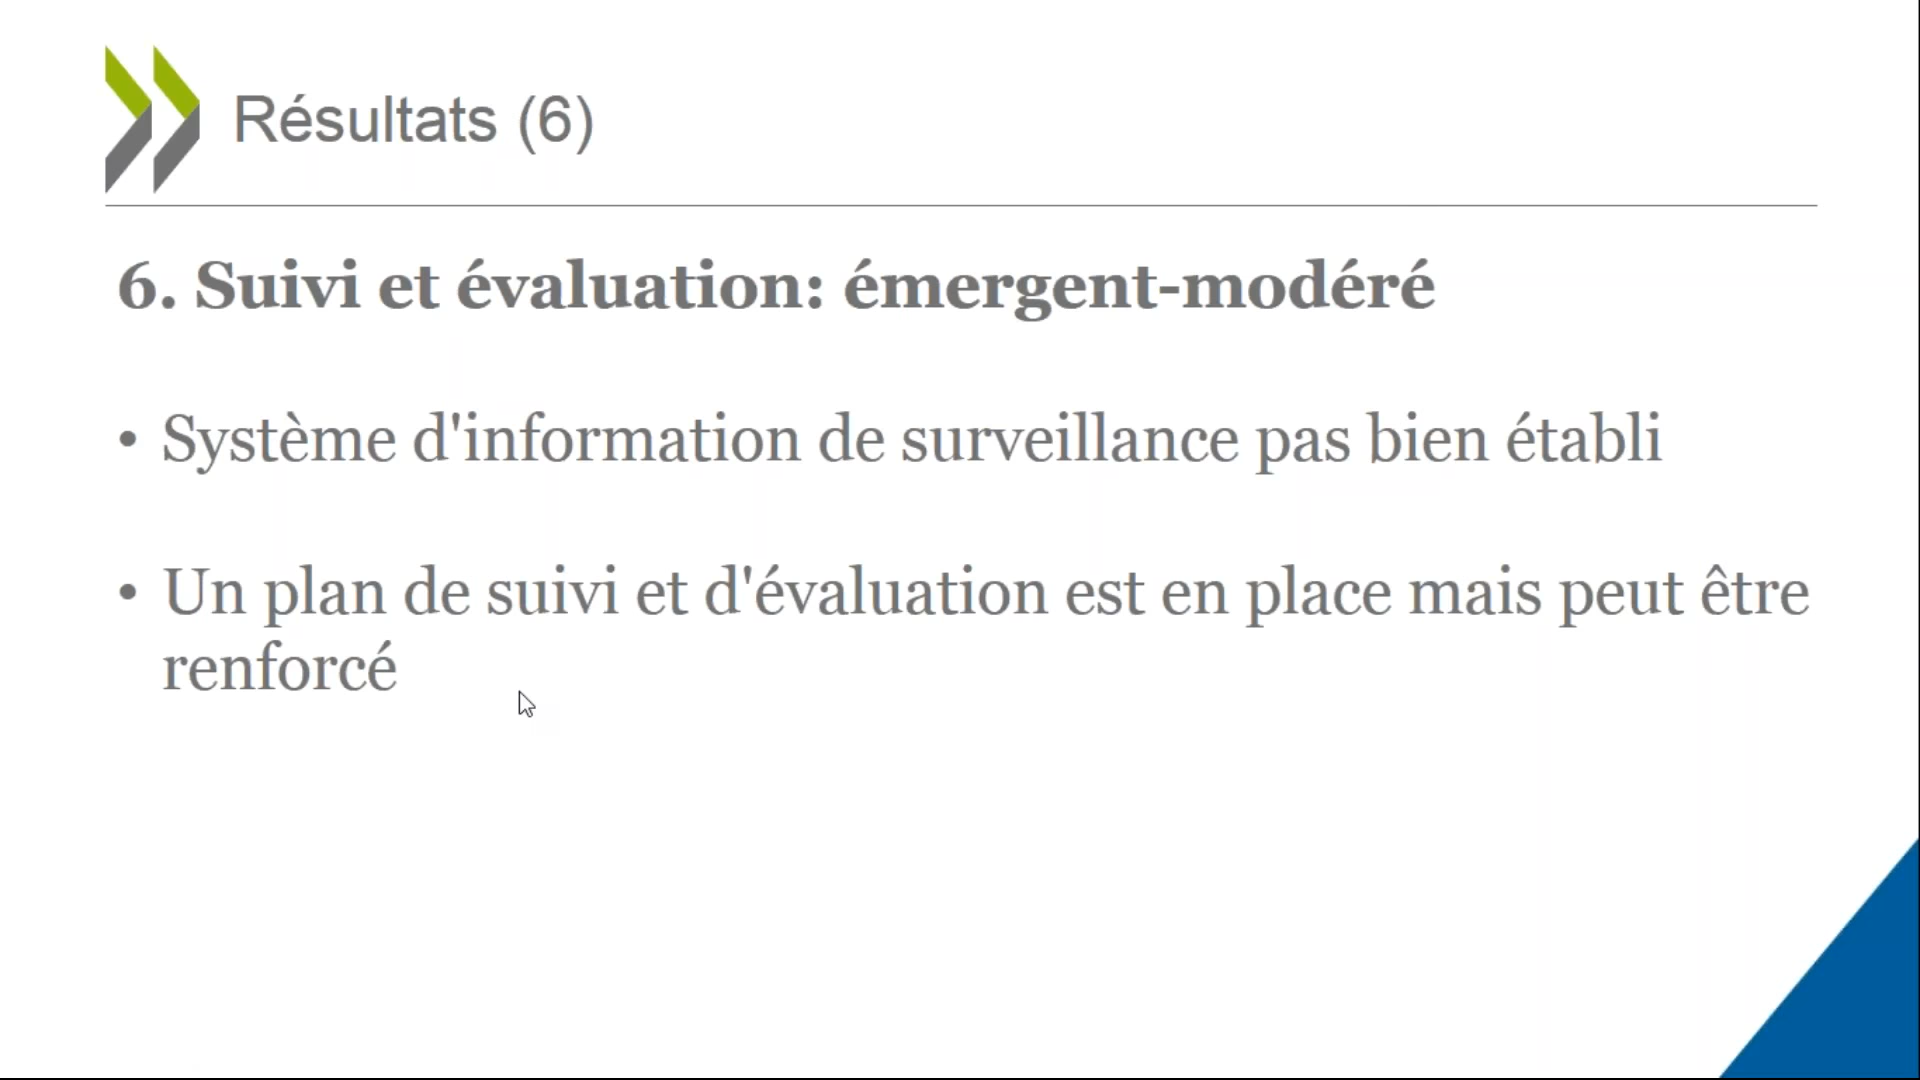 Résultats (6)
6. Suivi et évaluation: émergent-modéré
• Système d'information de surveillance pas bien établi
• Un plan de suivi et d'évaluation est en place mais peut être
renforcé